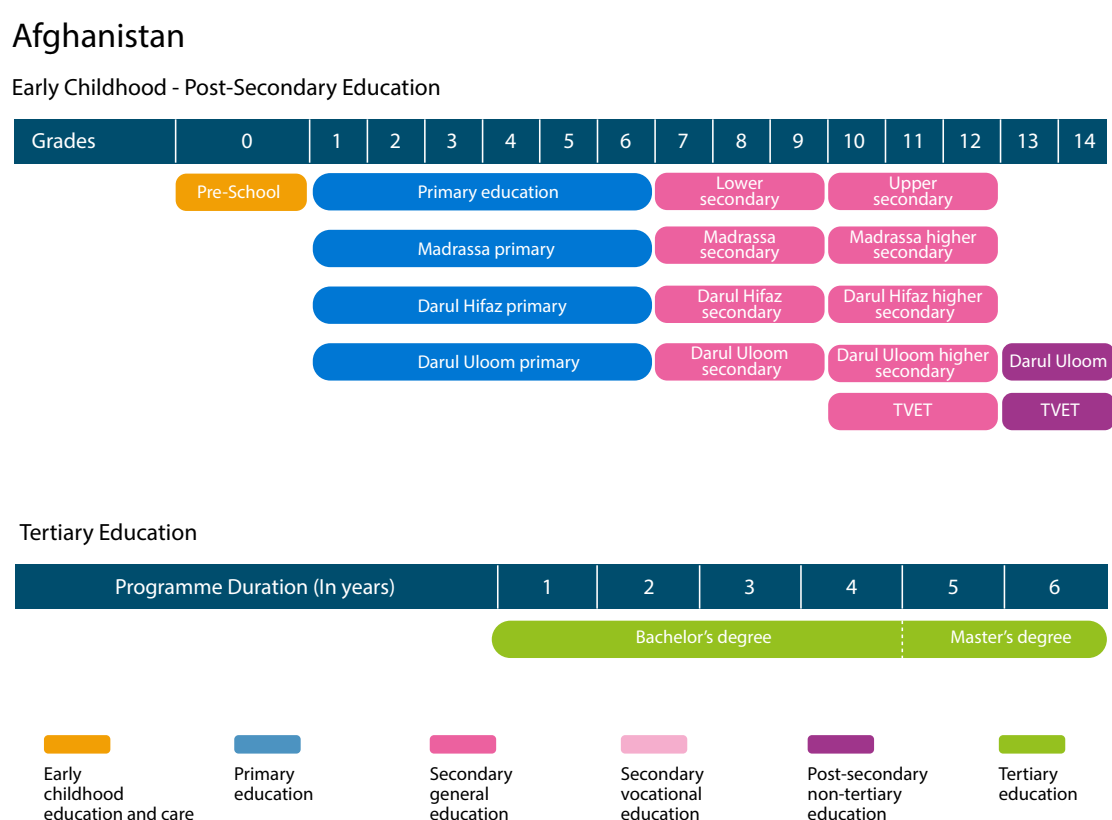 Afghanistan
Early Childhood - Post-Secondary Education
Grades 0 1 2 3 4 5 6 7 8 9 10 11 12 13 14
Pre-School Primary education Lower secondary Upper secondary
Madrassa primary Madrassa secondary Madrassa higher secondary
Darul Hifaz primary Darul Hifaz secondary Darul Hifaz higher secondary
Darul Uloom primary Darul Uloom secondary Darul Uloom higher secondary Darul Uloom
TVET TVET
Tertiary Education
Programme Duration (In years) 1 2 3 4 5 6
Bachelor's degree Master's degree
Early
childhood
education and care
Primary
education
Secondary
general
education
Secondary
vocational
education
Post-secondary
non-tertiary
education
Tertiary
education